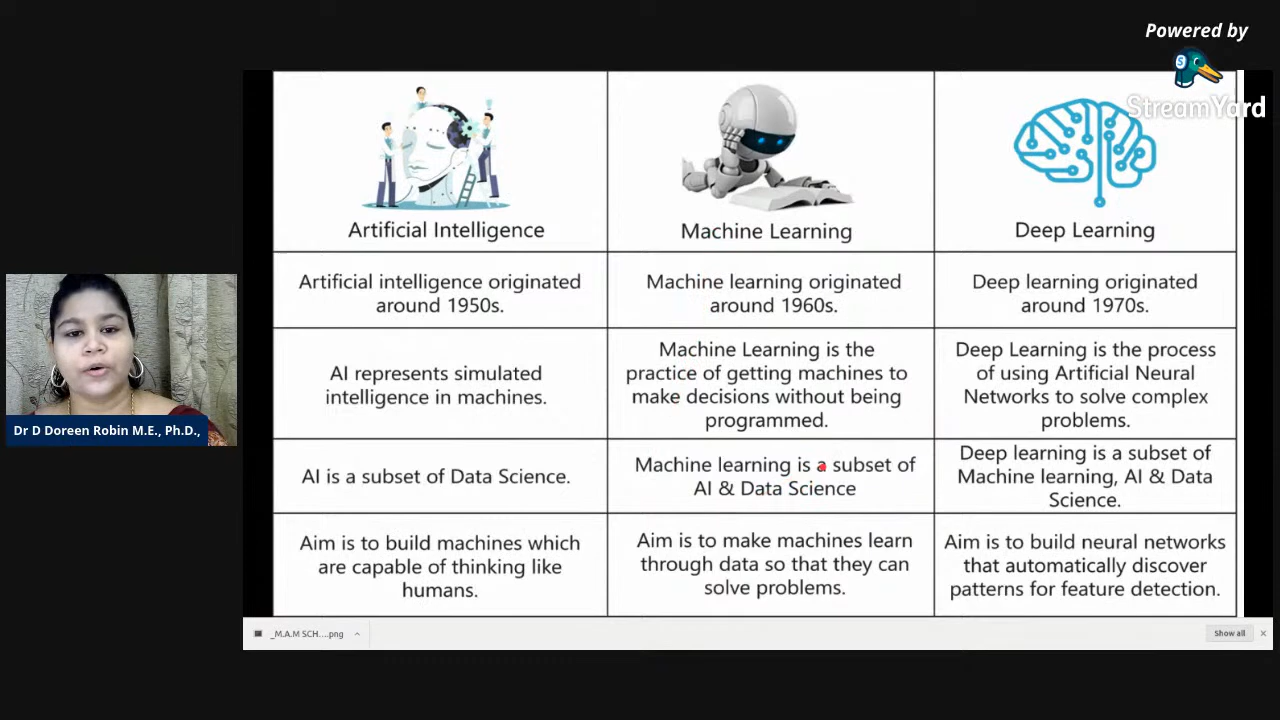 Powered by
StreamYard
Artificial Intelligence
Machine Learning
Deep Learning
Artificial intelligence originated
around 1950s.
Machine learning originated
around 1960s.
Deep learning originated
around 1970s.
AI represents simulated
intelligence in machines.
Machine Learning is the
practice of getting machines to
make decisions without being
programmed.
Deep Learning is the process
of using Artificial Neural
Networks to solve complex
problems.
AI is a subset of Data Science.
Machine learning is a subset of
AI & Data Science
Deep learning is a subset of
Machine learning, AI & Data
Science.
Aim is to build machines which
are capable of thinking like
humans.
Aim is to make machines learn
through data so that they can
solve problems.
Aim is to build neural networks
that automatically discover
patterns for feature detection.
Dr D Doreen Robin M.E., Ph.D.,
_M.A.M SCH....png
Show all